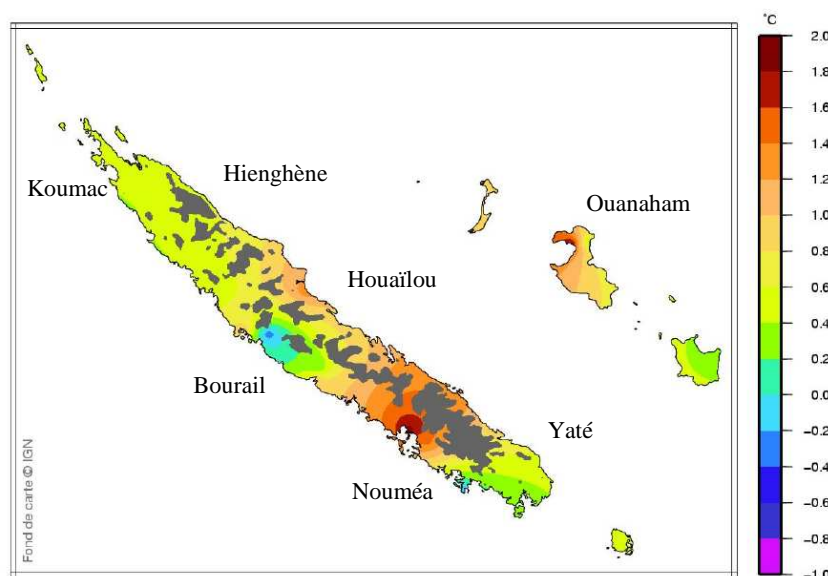 °C
2.0
1.8
1.6
1.4
1.2
1.0
0.8
0.6
0.4
0.2
0.0
−0.2
−0.4
−0.6
−0.8
−1.0
Hienghène
Koumac
Ouanaham
Houaïlou
Bourail
Yaté
Nouméa
Fond de carte © IGN